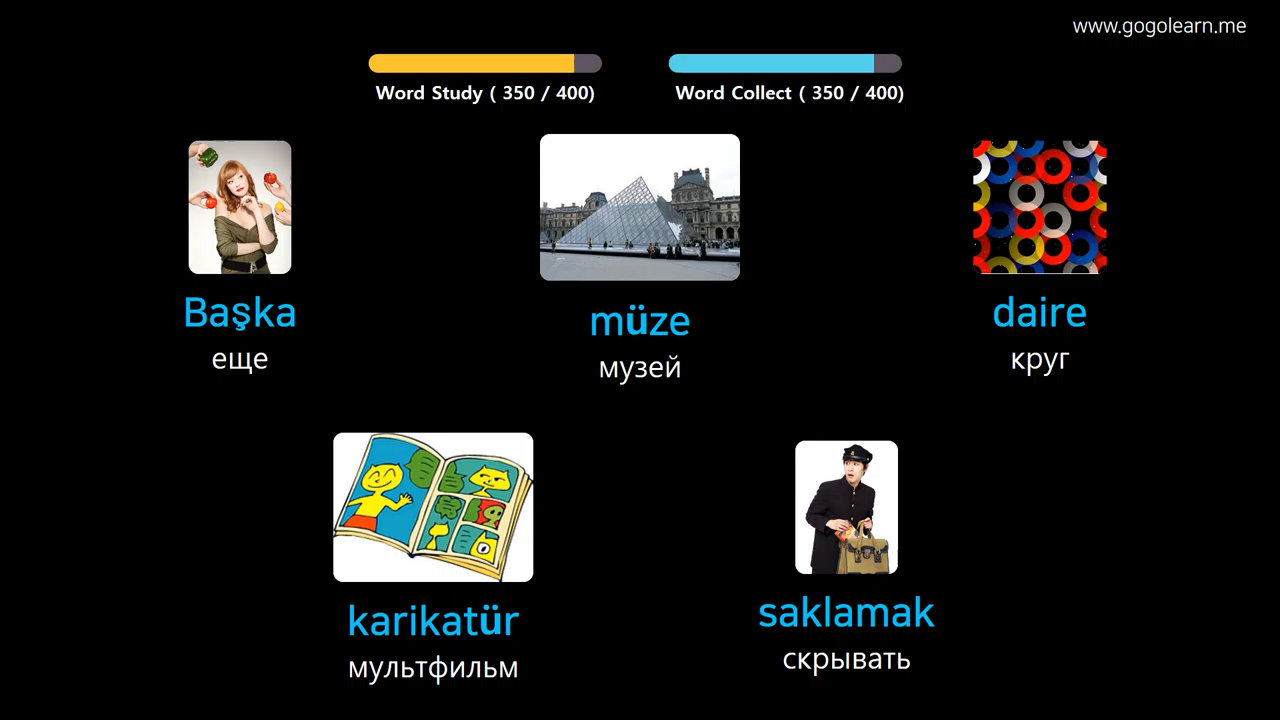 www.gogolearn.me
Word Study ( 350 / 400)
Word Collect ( 350 / 400)
Başka
еще
müze
музей
daire
круг
karikatür
мультфильм
saklamak
скрывать